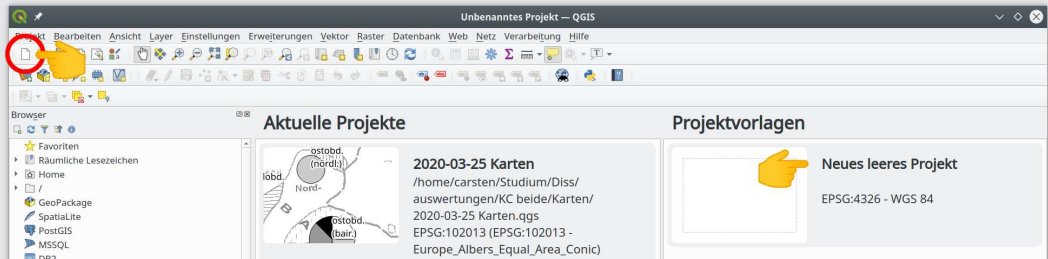 Unbenanntes Projekt — QGIS
Projekt Bearbeiten Ansicht Layer Einstellungen Erweiterungen Vektor Raster Datenbank Web Netz Verarbeitung Hilfe
Browser
Favoriten
Räumliche Lesezeichen
Home
/
GeoPackage
SpatiaLite
PostGIS
MSSQL
DB2
Aktuelle Projekte
ostobd.
(nördl.)
lobd.
Nord-
B
A
ostobd.
(bair.)
2020-03-25 Karten
/home/carsten/Studium/Diss/
auswertungen/KC beide/Karten/
2020-03-25 Karten.qgs
EPSG:102013 (EPSG:102013 -
Europe_Albers_Equal_Area_Conic)
Projektvorlagen
Neues leeres Projekt
EPSG:4326 - WGS 84